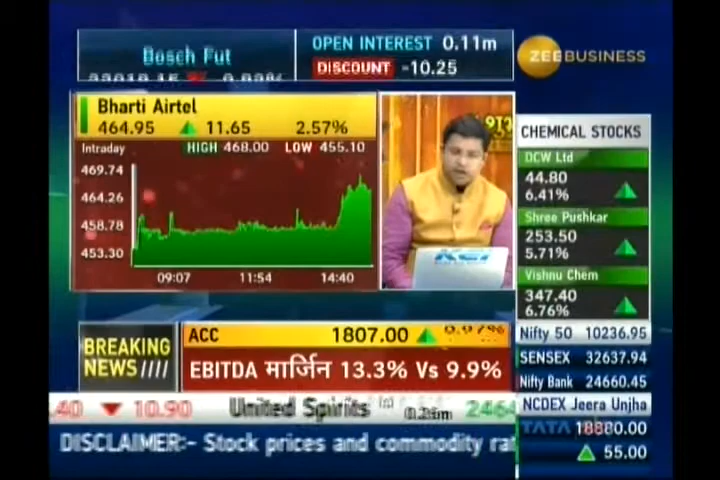 Bosch Fut
OPEN INTEREST 0.11m
DISCOUNT -10.25
ZEEBUSINESS
Bharti Airtel
464.95 11.65 2.57%
Intraday HIGH 468.00 LOW 455.10
469.74
464.26
458.78
453.30
09:07 11:54 14:40
CHEMICAL STOCKS
DCW Ltd
44.80
6.41%
Shree Pushkar
253.50
5.71%
Vishnu Chem
347.40
6.76%
Nifty 50 10236.95
SENSEX 32637.94
Nifty Bank 24660.45
NCDEX Jeera Unjha
18880.00
55.00
BREAKING
NEWS ////
ACC 1807.00
EBITDA मार्जिन 13.3% Vs 9.9%
.40 10.90 United Spirits 2464
DISCLAIMER:- Stock prices and commodity rat